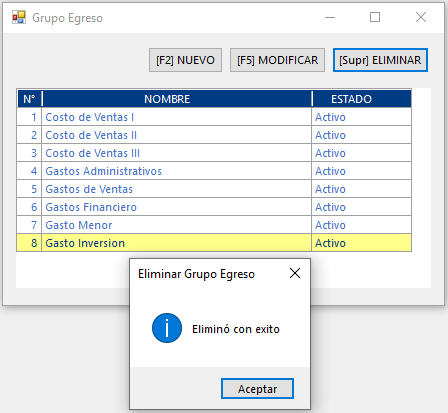 Grupo Egreso
[F2] NUEVO [F5] MODIFICAR [Supr] ELIMINAR
N° NOMBRE ESTADO
1 Costo de Ventas I Activo
2 Costo de Ventas II Activo
3 Costo de Ventas III Activo
4 Gastos Administrativos Activo
5 Gastos de Ventas Activo
6 Gastos Financiero Activo
7 Gasto Menor Activo
8 Gasto Inversion Activo
Eliminar Grupo Egreso
Eliminó con exito
Aceptar